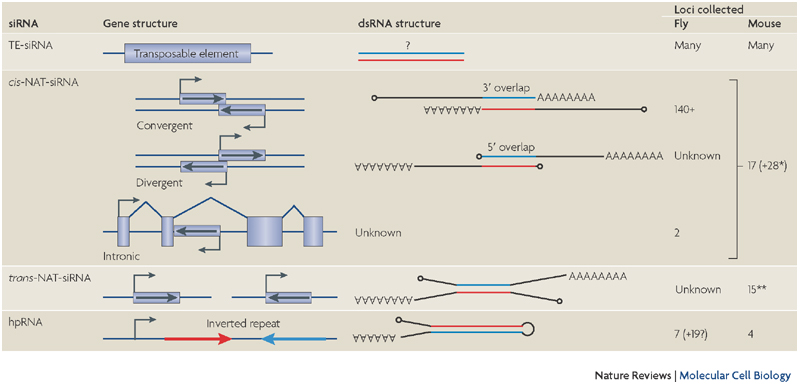 Loci collected
siRNA Gene structure dsRNA structure Fly Mouse
TE-siRNA Transposable element ? Many Many
cis-NAT-siRNA
3′ overlap
AAAAAAAA
AAAAAAAA 140+
Convergent
5′ overlap Unknown
AAAAAAAA
AAAAAAAA 17 (+28*)
Divergent
Unknown 2
Intronic
trans-NAT-siRNA AAAAAAAA
AAAAAAAA Unknown 15**
hpRNA Inverted repeat 7 (+19?) 4
AAAAAA
Nature Reviews | Molecular Cell Biology